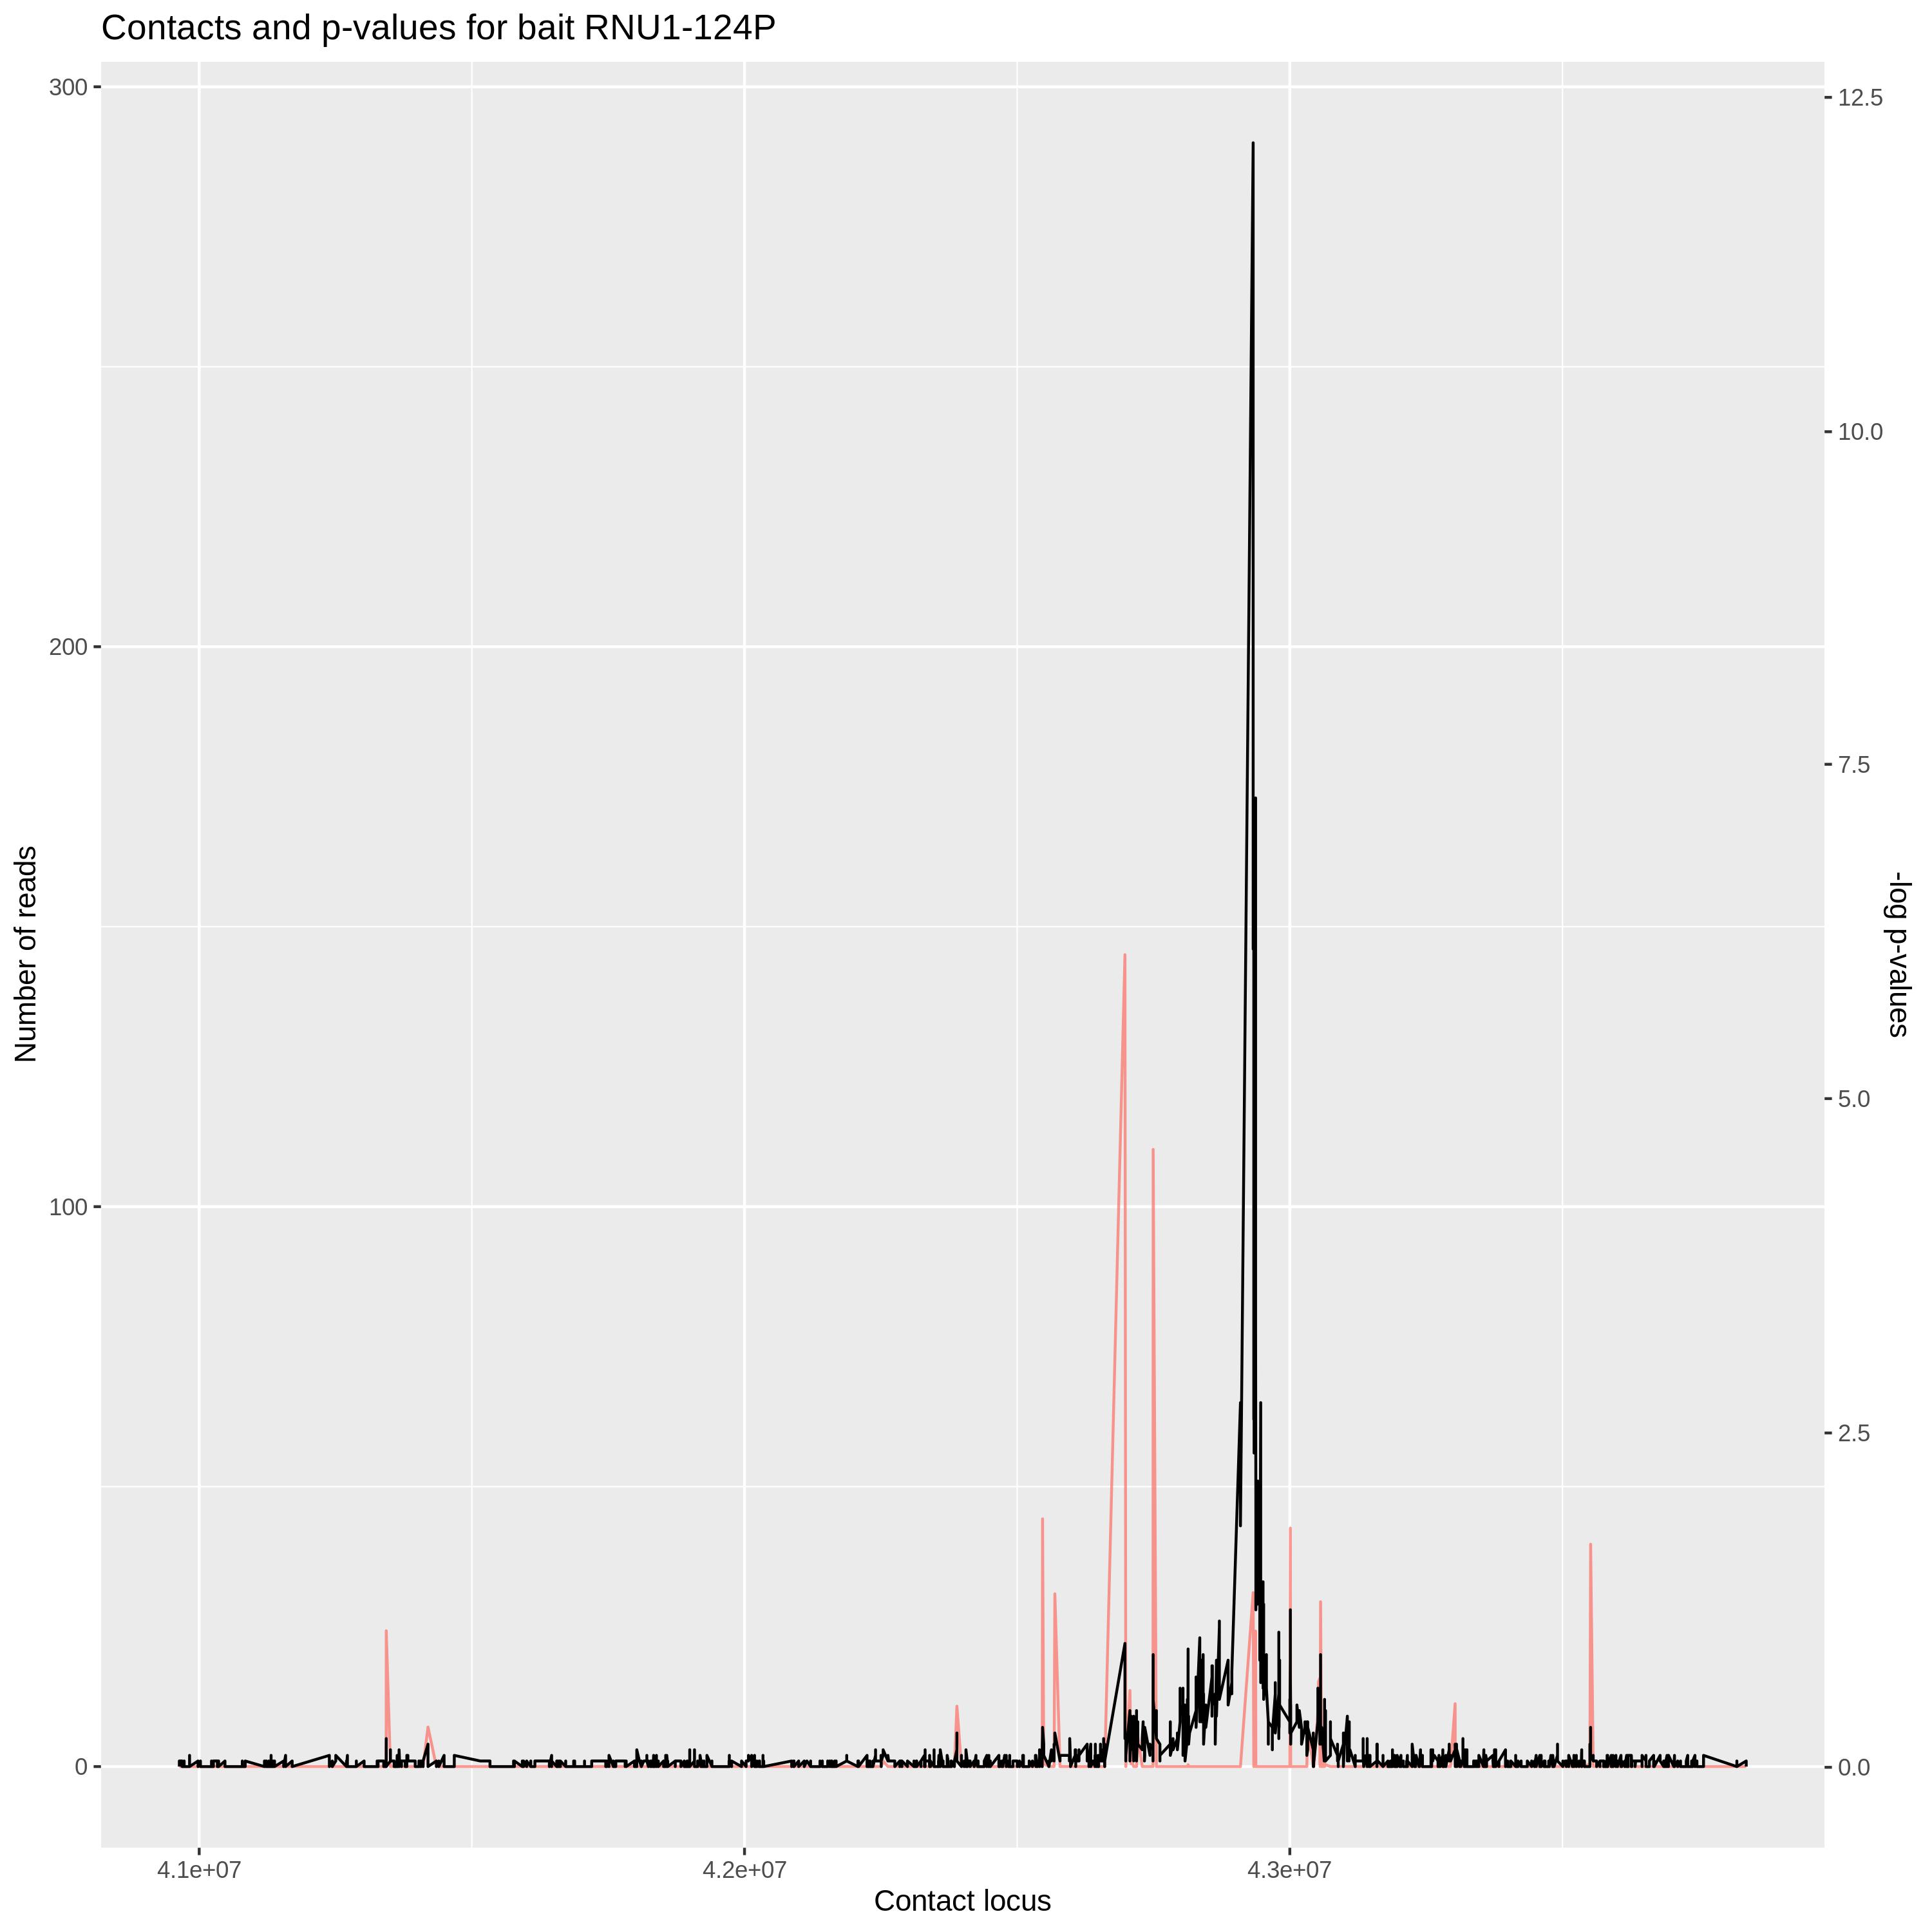 Contacts and p-values for bait RNU1-124P
300
200
100
0
Number of reads
12.5
10.0
7.5
5.0
2.5
0.0
-log p-values
4.1e+07
4.2e+07
4.3e+07
Contact locus